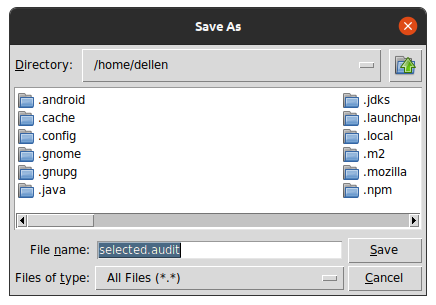 Save As
Directory: /home/dellen
.android
.cache
.config
.gnome
.gnupg
.java
.jdks
.launchpa
.local
.m2
.mozilla
.npm
File name: selected.audit Save
Files of type: All Files (*.*) Cancel